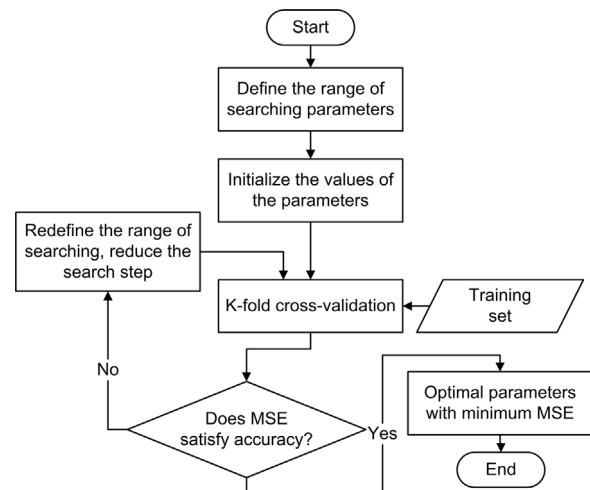 Start
Define the range of
searching parameters
Initialize the values of
the parameters
Redefine the range of
searching, reduce the
search step
K-fold cross-validation
Training
set
No
Does MSE
satisfy accuracy?
Yes
Optimal parameters
with minimum MSE
End